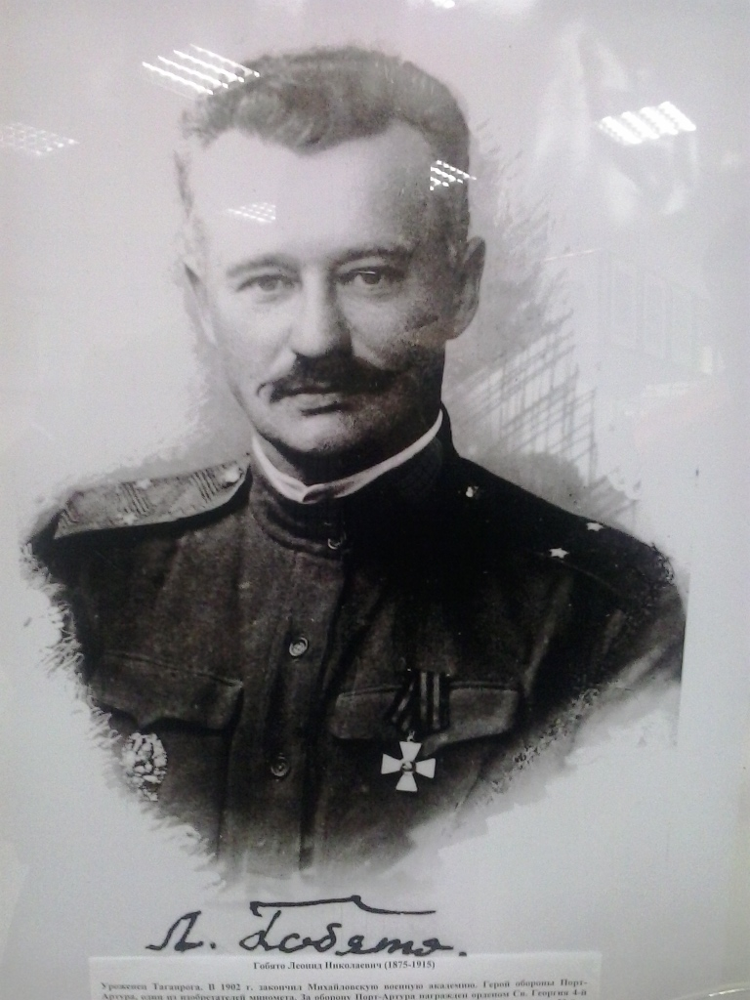 Л. Гобято.
Гобято Леонид Николаевич (1875-1915)
Уроженец Таганрога. В 1902 г. закончил Михайловскую военную академию. Герой обороны Порт-
Артура, один из изобретателей миномета. За оборону Порт-Артура награжден орденом Св. Георгия 4-й